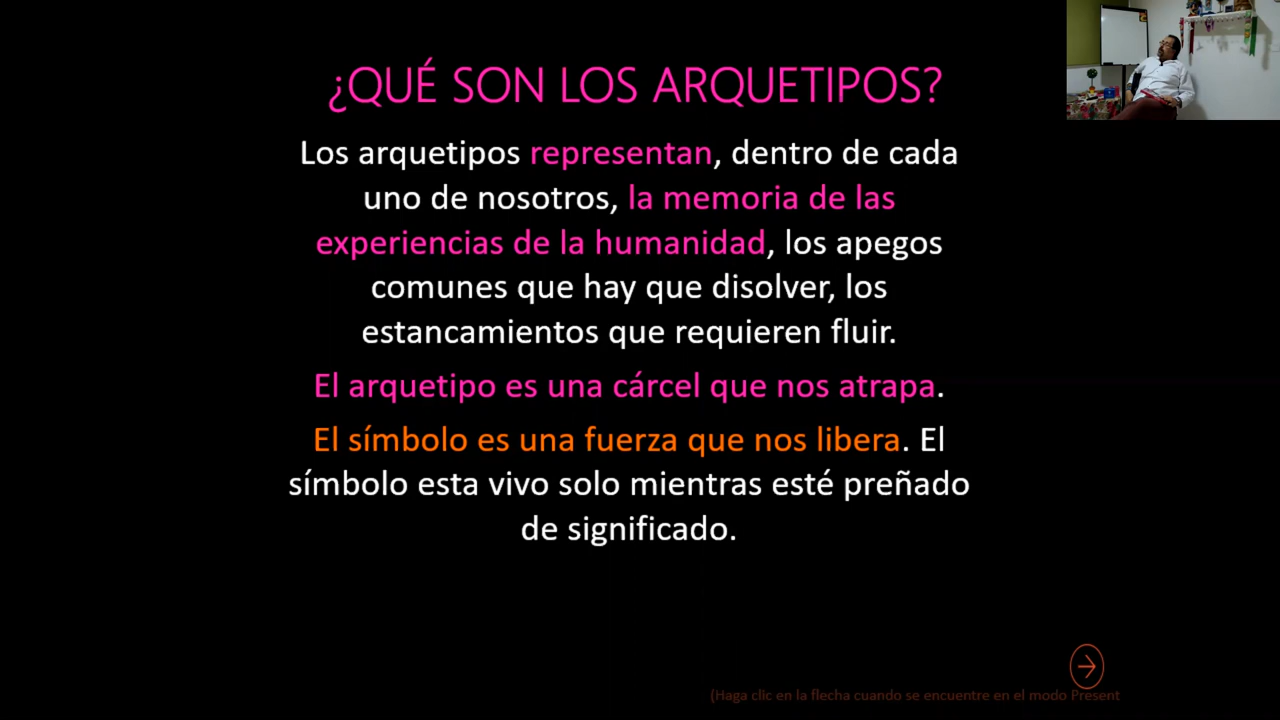 ¿QUÉ SON LOS ARQUETIPOS?
Los arquetipos representan, dentro de cada
uno de nosotros, la memoria de las
experiencias de la humanidad, los apegos
comunes que hay que disolver, los
estancamientos que requieren fluir.
El arquetipo es una cárcel que nos atrapa.
El símbolo es una fuerza que nos libera. El
símbolo esta vivo solo mientras esté preñado
de significado.
(Haga clic en la flecha cuando se encuentre en el modo Present